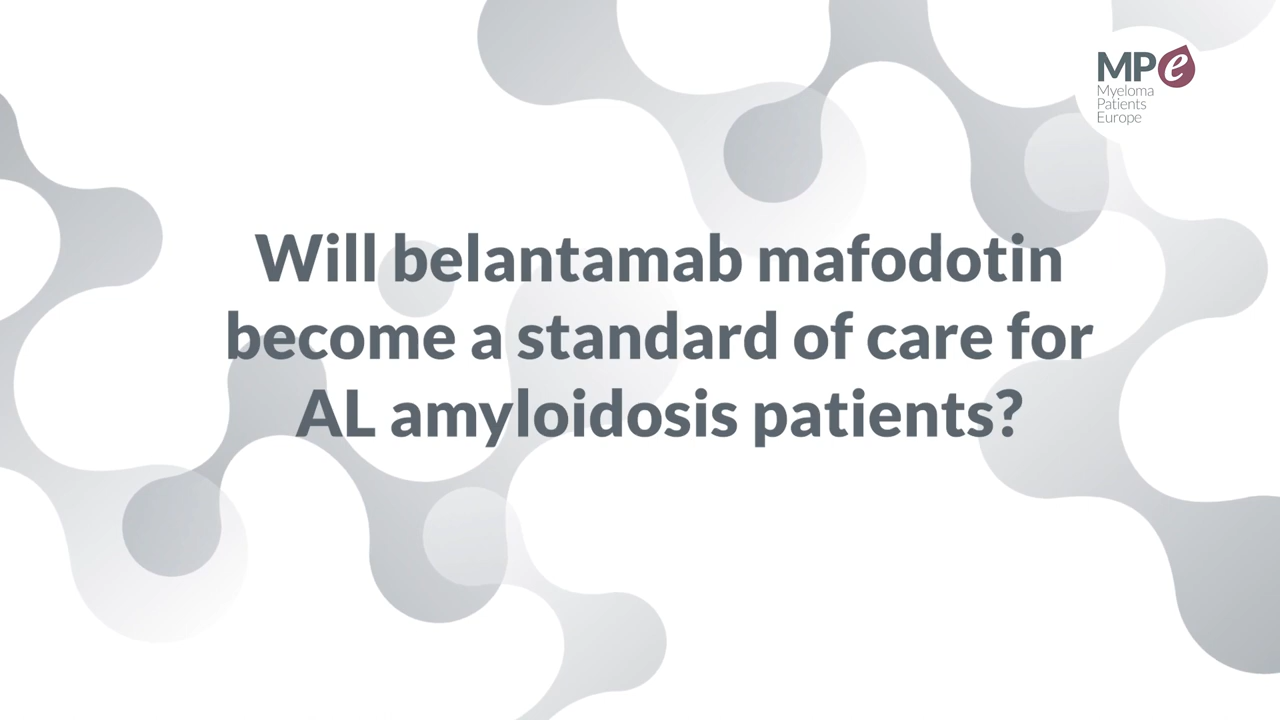 MPe
Myeloma
Patients
Europe
Will belantamab mafodotin
become a standard of care for
AL amyloidosis patients?